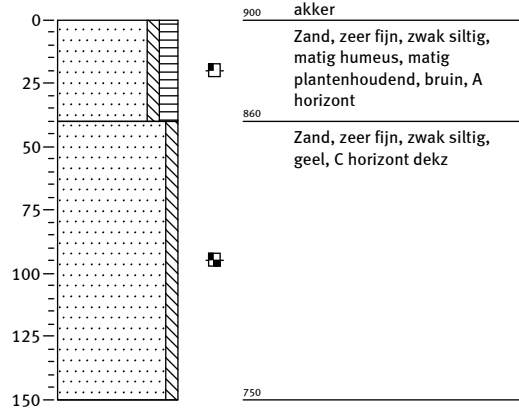 0
25
50
75
100
125
150
900
akker
Zand, zeer fijn, zwak siltig,
matig humeus, matig
plantenhoudend, bruin, A
horizont
860
Zand, zeer fijn, zwak siltig,
geel, C horizont dekz
750